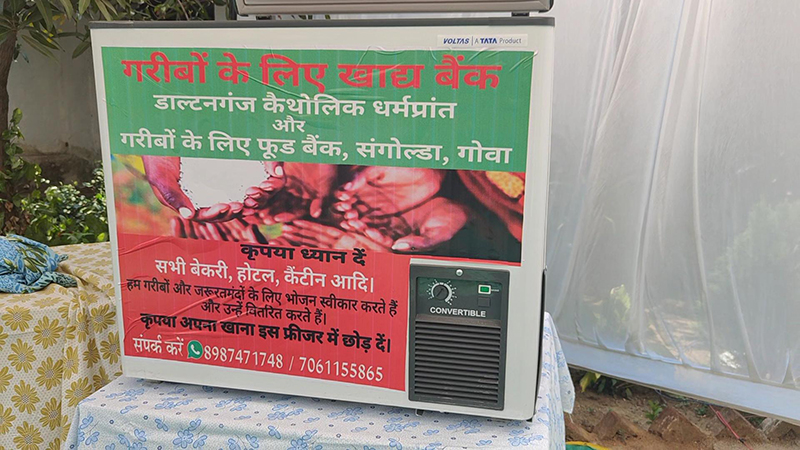 VOLTAS | A TATA Product
गरीबों के लिए खाद्य बैंक
डाल्टनगंज कैथोलिक धर्मप्रांत
और
गरीबों के लिए फूड बैंक, संगोल्डा, गोवा
कृपया ध्यान दें
सभी बेकरी, होटल, कैंटीन आदि।
हम गरीबों और जरूरतमंदों के लिए भोजन स्वीकार करते हैं
और उन्हें वितरित करते हैं।
कृपया अपना खाना इस फ्रीजर में छोड़ दें।
संपर्क करें 8987471748 / 7061155865
CONVERTIBLE